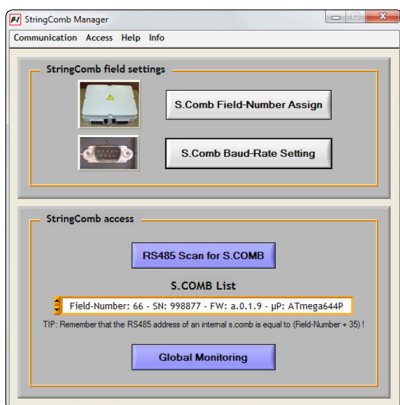 StringComb Manager
Communication Access Help Info
StringComb field settings
S.Comb Field-Number Assign
S.Comb Baud-Rate Setting
StringComb access
RS485 Scan for S.COMB
S.COMB List
Field-Number: 66 - SN: 998877 - FW: a.0.1.9 - µP: ATmega644P
TIP: Remember that the RS485 address of an internal s.comb is equal to (Field-Number + 35) !
Global Monitoring